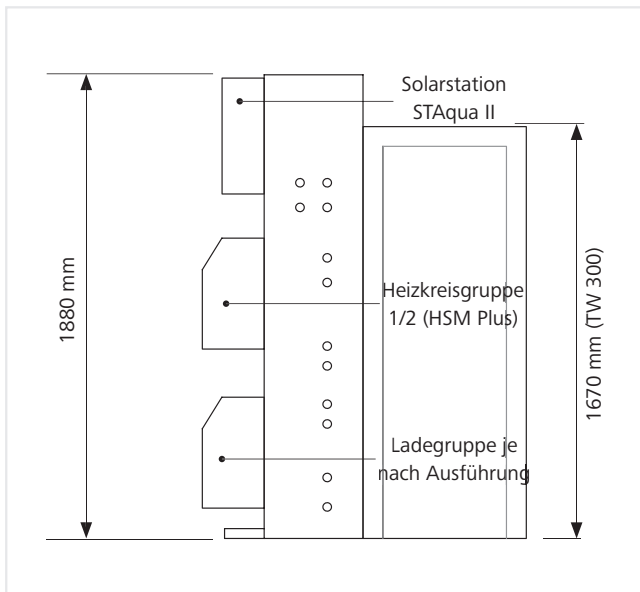 Solarstation
STAqua II
1880 mm
Heizkreisgruppe
1/2 (HSM Plus)
1670 mm (TW 300)
Ladegruppe je
nach Ausführung